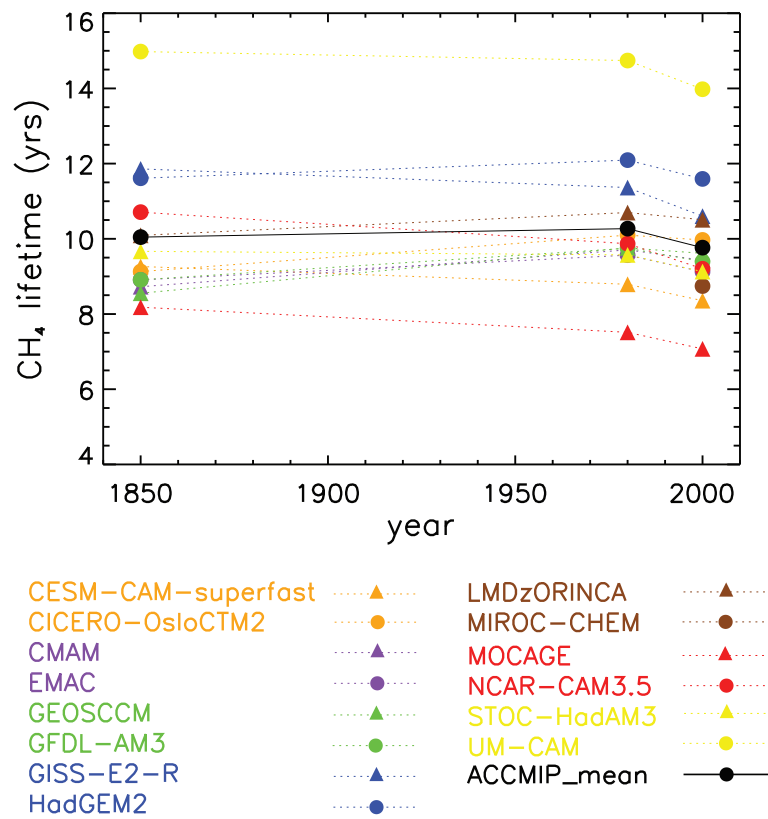 16
14
12
10
8
6
4
CH₄ lifetime (yrs)
1850 1900 1950 2000
year
CESM-CAM-superfast
CICERO-OsloCTM2
CMAM
EMAC
GEOSCCM
GFDL-AM3
GISS-E2-R
HadGEM2
LMDzORINCA
MIROC-CHEM
MOCAGE
NCAR-CAM3.5
STOC-HadAM3
UM-CAM
ACCMIP_mean